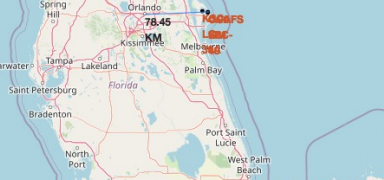 Spring
Hill
Orlando
78.45
KM
Kissimmee
Melbourne
Tampa
Lakeland
Palm Bay
Saint Petersburg
Florida
Bradenton
Port Saint
Lucie
North
Port
West Palm
Beach